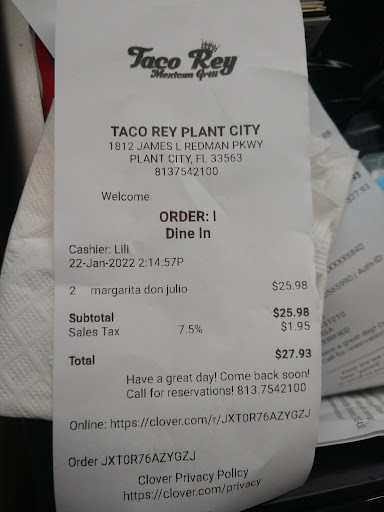 Taco Rey
Mexican Grill
TACO REY PLANT CITY
1812 JAMES L REDMAN PKWY
PLANT CITY, FL 33563
8137542100
Welcome
ORDER: I
Dine In
Cashier: Lili
22-Jan-2022 2:14:57P
2 margarita don julio $25.98
Subtotal $25.98
Sales Tax 7.5% $1.95
Total $27.93
Have a great day! Come back soon!
Call for reservations! 813.7542100
Online: https://clover.com/r/JXT0R76AZYGZJ
Order JXT0R76AZYGZJ
Clover Privacy Policy
https://clover.com/privacy